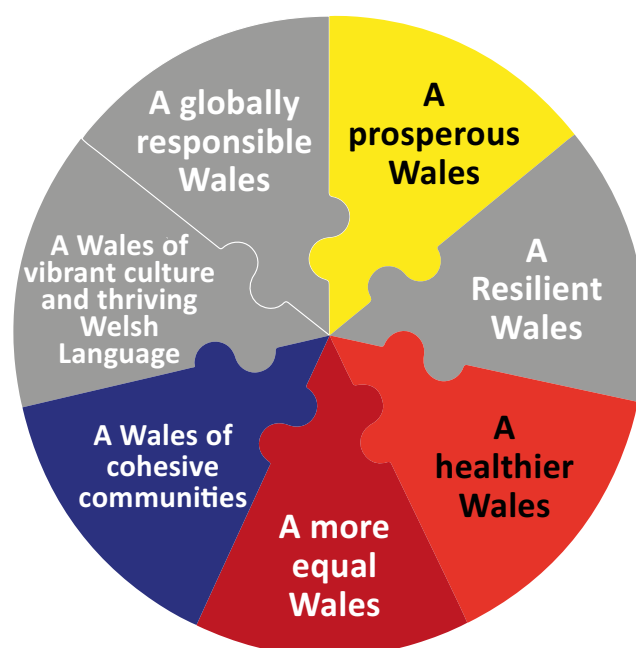 A globally
responsible
Wales
A
prosperous
Wales
A
Resilient
Wales
A
healthier
Wales
A more
equal
Wales
A Wales of
cohesive
communities
A Wales of
vibrant culture
and thriving
Welsh
Language